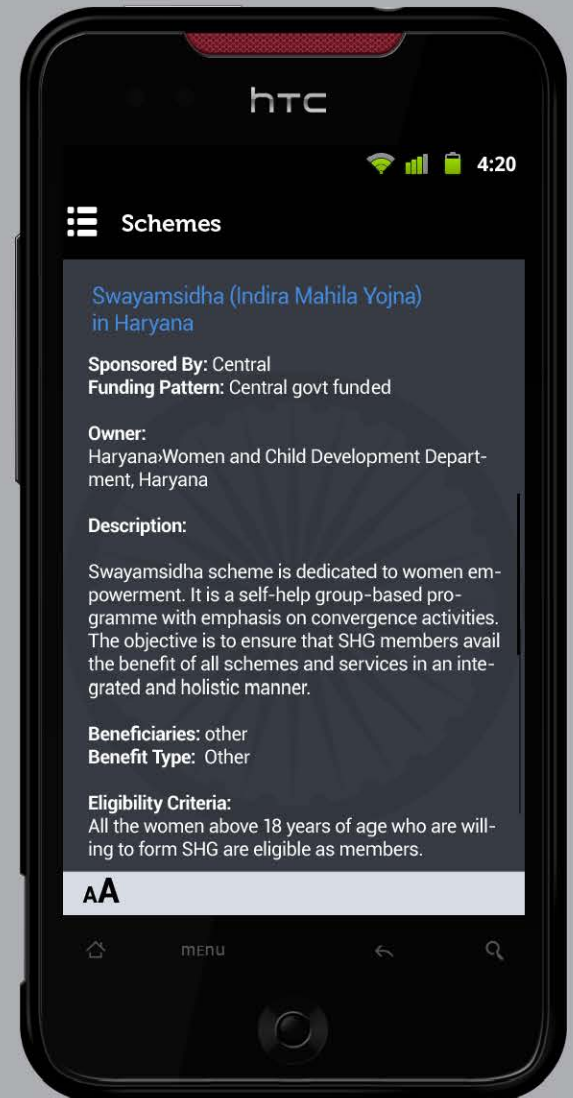 htc
4:20
Schemes
Swayamsidha (Indira Mahila Yojna)
in Haryana
Sponsored By: Central
Funding Pattern: Central govt funded
Owner:
Haryana›Women and Child Development Depart-
ment, Haryana
Description:
Swayamsidha scheme is dedicated to women em-
powerment. It is a self-help group-based pro-
gramme with emphasis on convergence activities.
The objective is to ensure that SHG members avail
the benefit of all schemes and services in an inte-
grated and holistic manner.
Beneficiaries: other
Benefit Type: Other
Eligibility Criteria:
All the women above 18 years of age who are will-
ing to form SHG are eligible as members.
AA
MENU